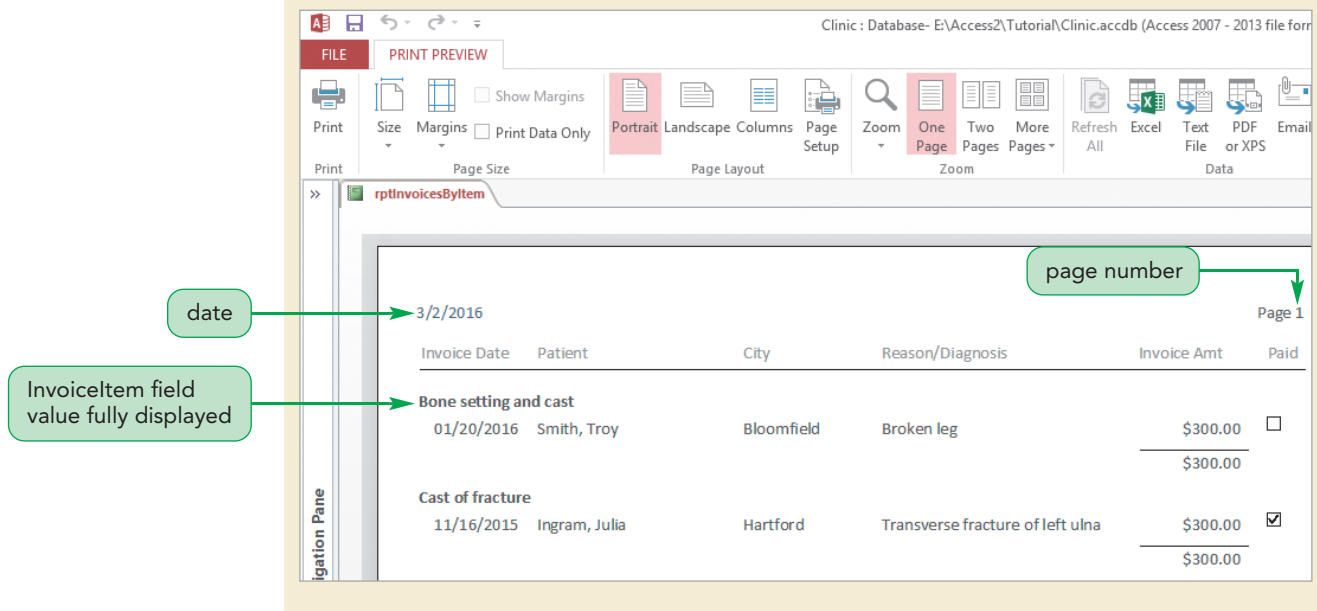 Clinic : Database- E:\Access2\Tutorial\Clinic.accdb (Access 2007 - 2013 file for
FILE PRINT PREVIEW
Print Size Margins Show Margins Print Data Only Portrait Landscape Columns Page Setup Zoom One Page Two Pages More Pages Refresh All Excel Text File PDF or XPS Email
Print Page Size Page Layout Zoom Data
» rptInvoicesByItem
page number
date 3/2/2016 Page 1
Invoice Date Patient City Reason/Diagnosis Invoice Amt Paid
InvoiceItem field
value fully displayed
Bone setting and cast
01/20/2016 Smith, Troy Bloomfield Broken leg $300.00
$300.00
Cast of fracture
11/16/2015 Ingram, Julia Hartford Transverse fracture of left ulna $300.00
$300.00
igation Pane